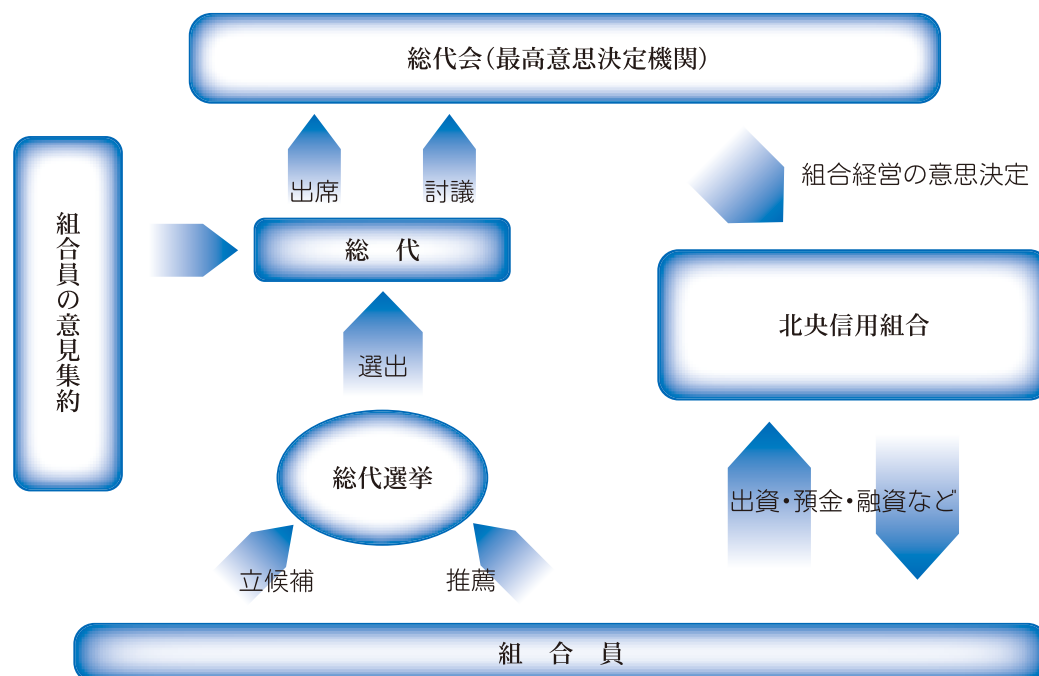 総代会（最高意思決定機関）
出席
討議
組合経営の意思決定
組合員の意見集約
総　代
北央信用組合
選出
総代選挙
出資・預金・融資など
立候補
推薦
組　合　員